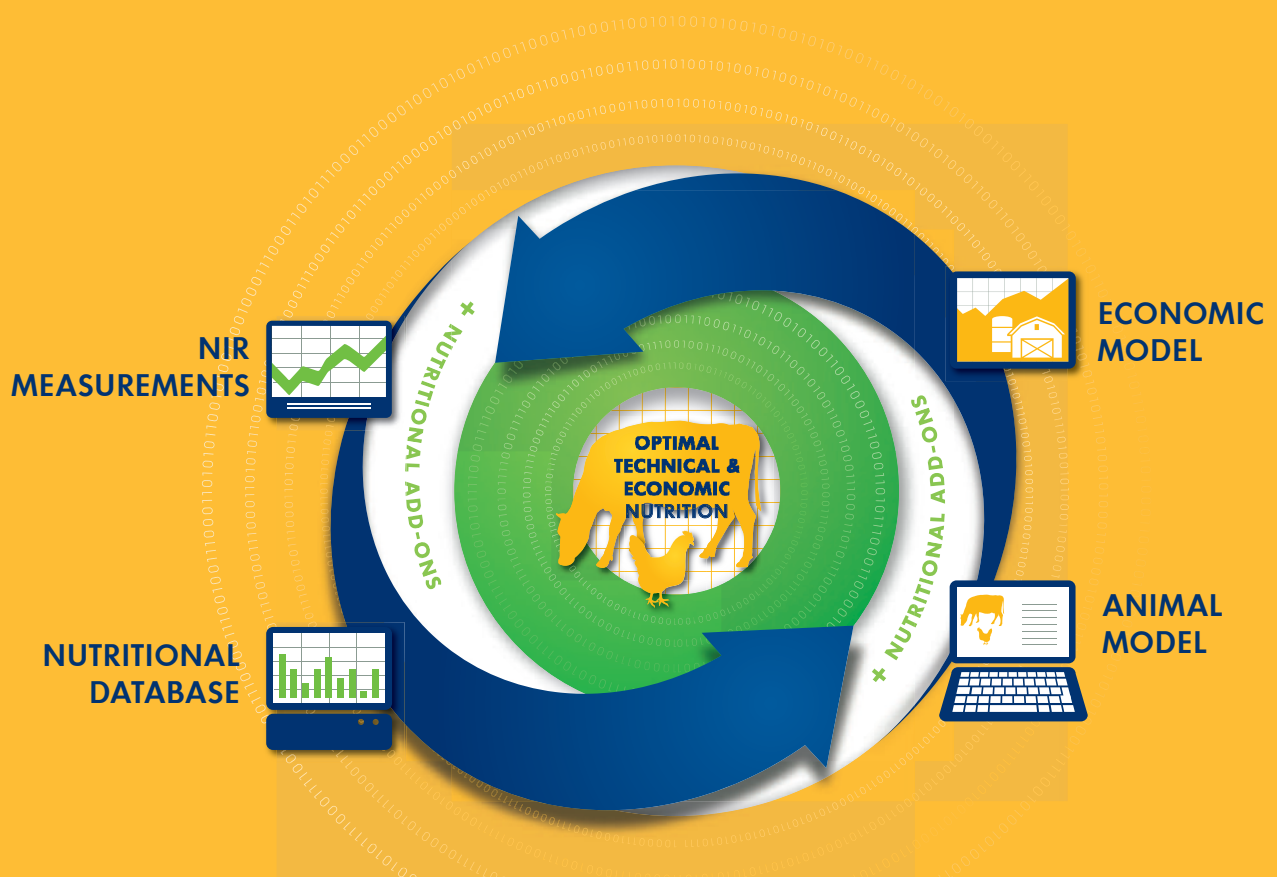 NIR
MEASUREMENTS
NUTRITIONAL
DATABASE
+ NUTRITIONAL ADD-ONS
OPTIMAL
TECHNICAL &
ECONOMIC
NUTRITION
+ NUTRITIONAL ADD-ONS
ECONOMIC
MODEL
ANIMAL
MODEL